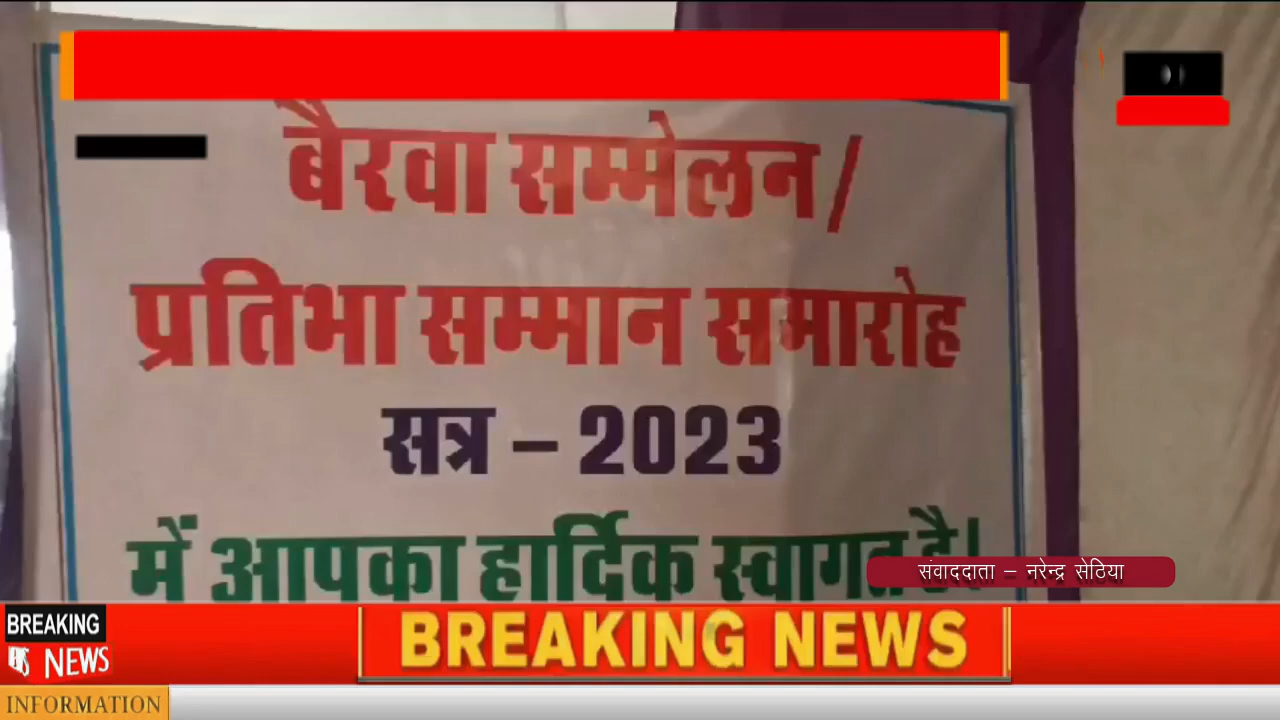 बैरवा सम्मेलन /
प्रतिभा सम्मान समारोह
सत्र – 2023
में आपका हार्दिक स्वागत है।
संवाददाता – नरेन्द्र सेठिया
BREAKING
NEWS
BREAKING NEWS
INFORMATION